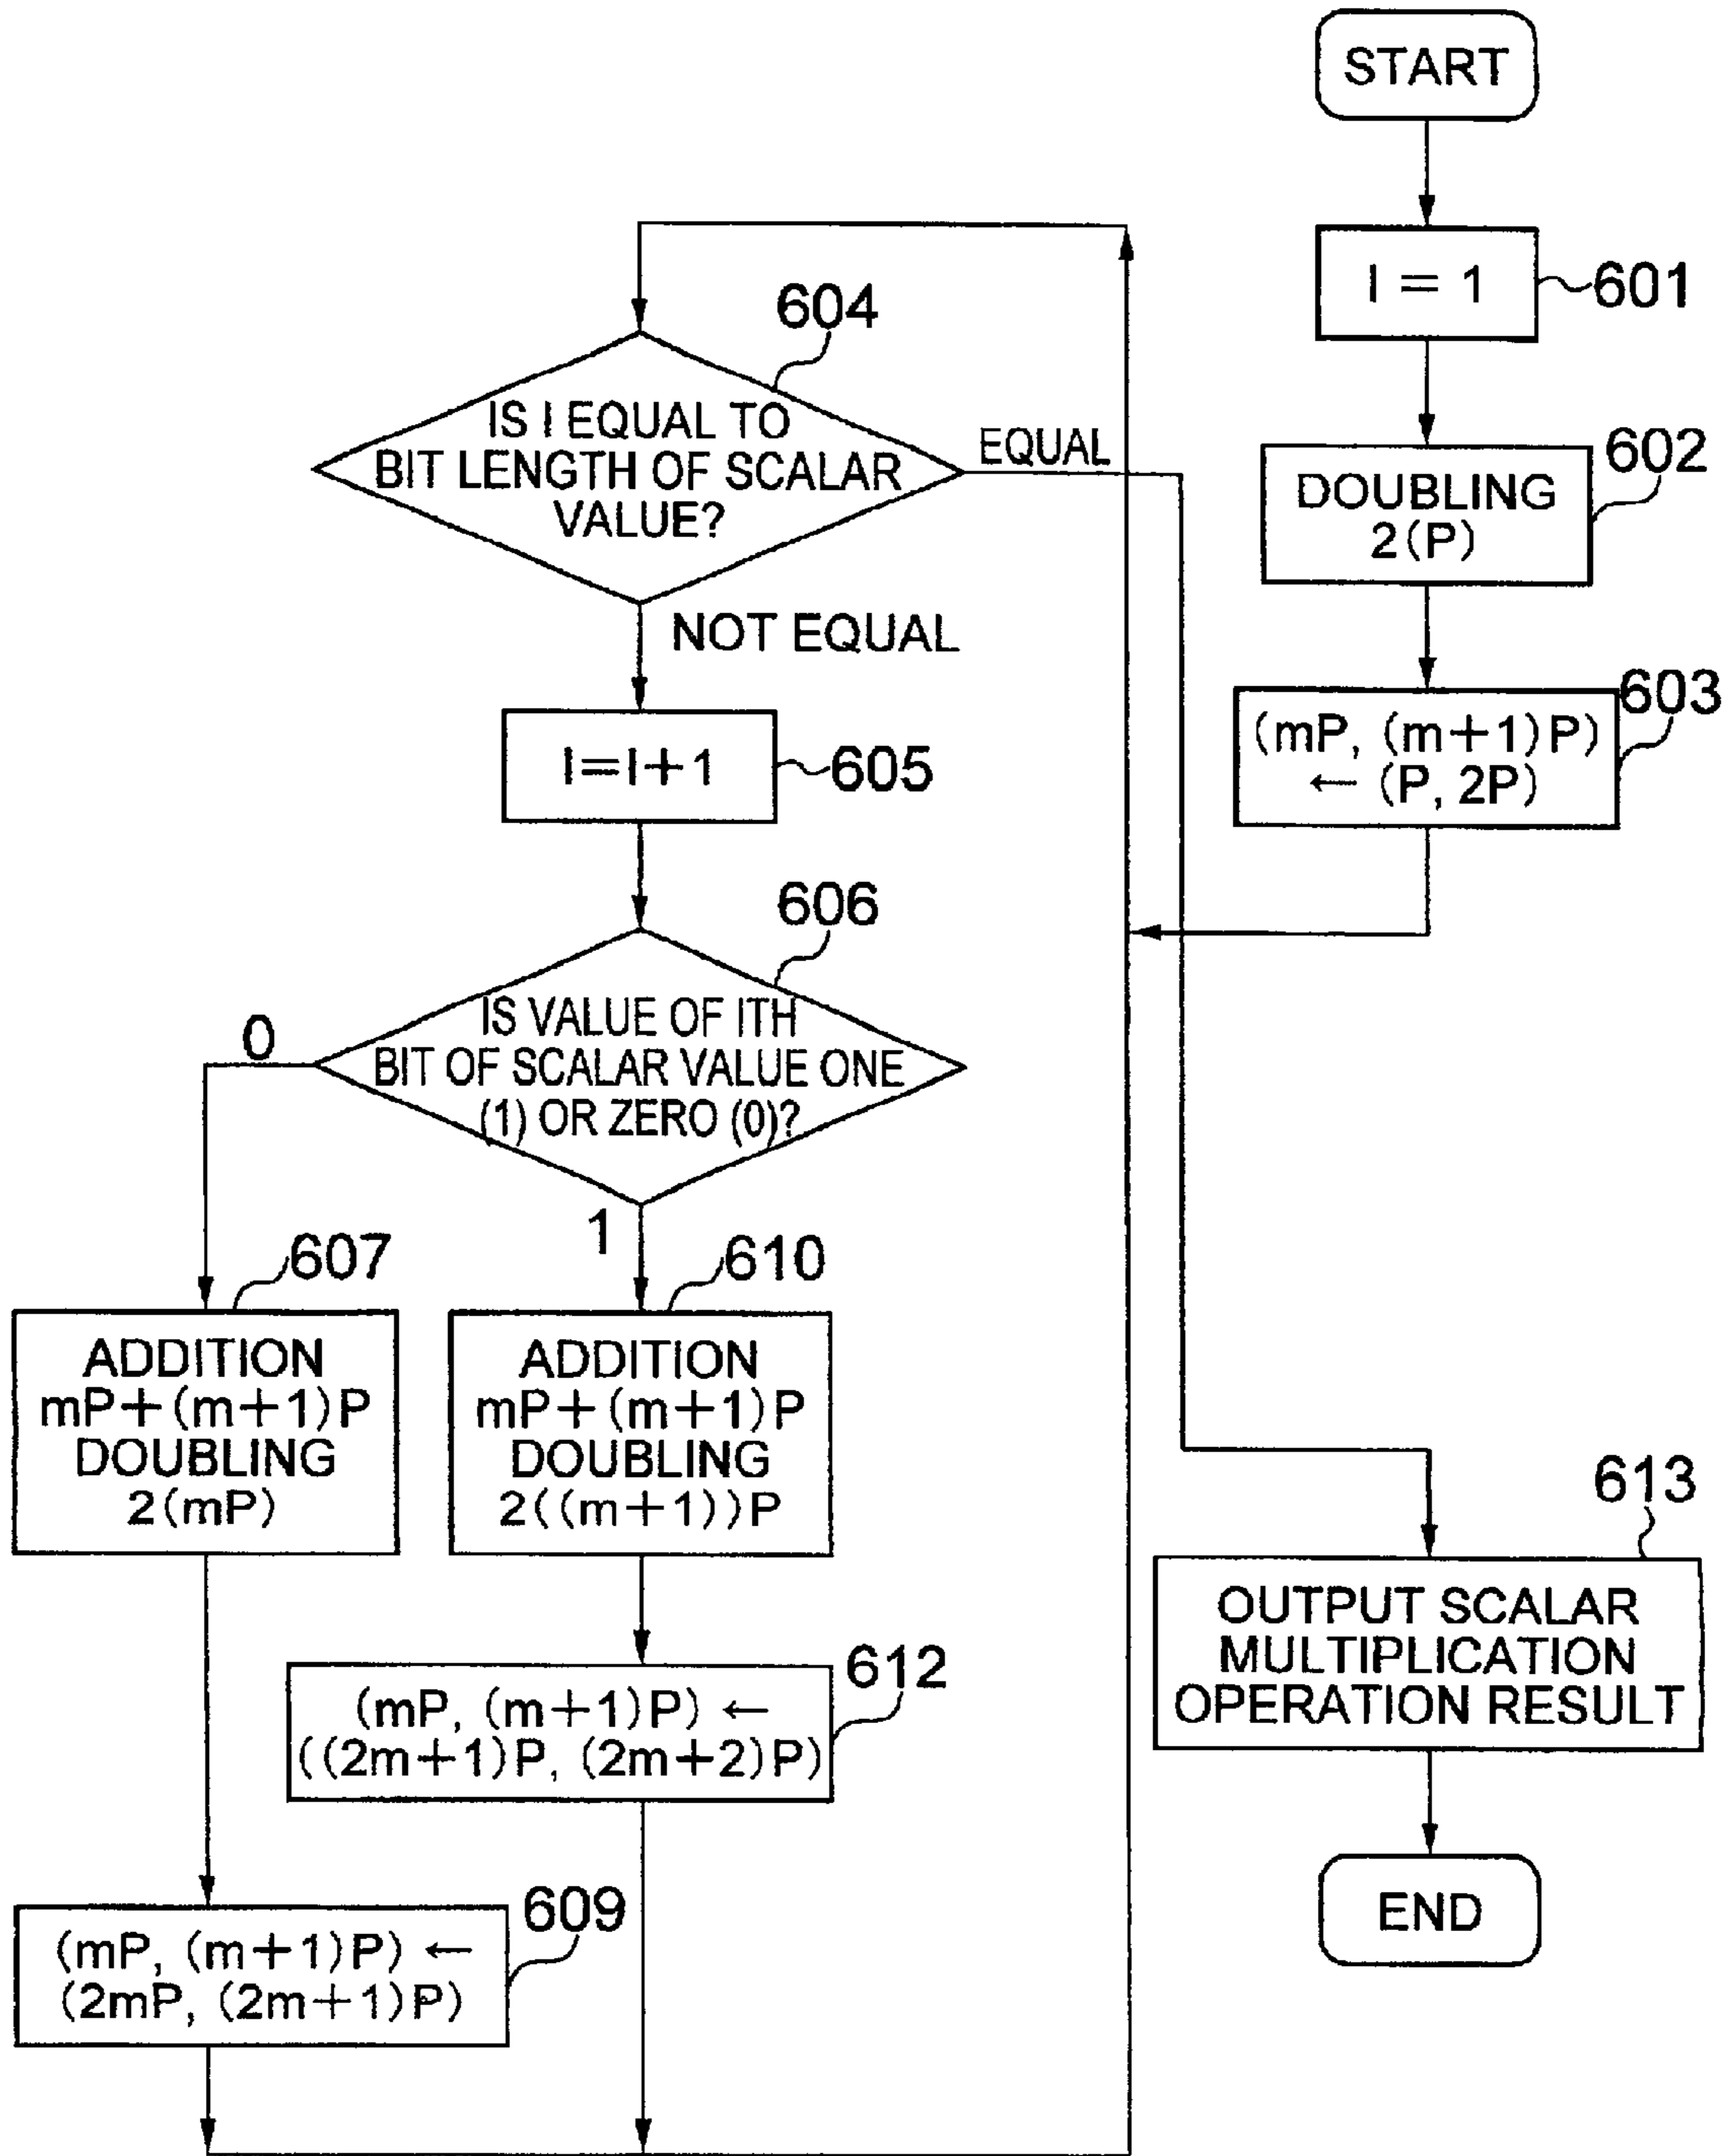 START
I = 1
601
DOUBLING
2(P)
602
(mP, (m+1)P)
← (P, 2P)
603
604
IS I EQUAL TO
BIT LENGTH OF SCALAR
VALUE?
EQUAL
NOT EQUAL
I=I+1
605
606
IS VALUE OF ITH
BIT OF SCALAR VALUE ONE
(1) OR ZERO (0)?
0
1
607
ADDITION
mP+(m+1)P
DOUBLING
2(mP)
610
ADDITION
mP+(m+1)P
DOUBLING
2((m+1))P
612
(mP, (m+1)P) ←
((2m+1)P, (2m+2)P)
609
(mP, (m+1)P) ←
(2mP, (2m+1)P)
613
OUTPUT SCALAR
MULTIPLICATION
OPERATION RESULT
END